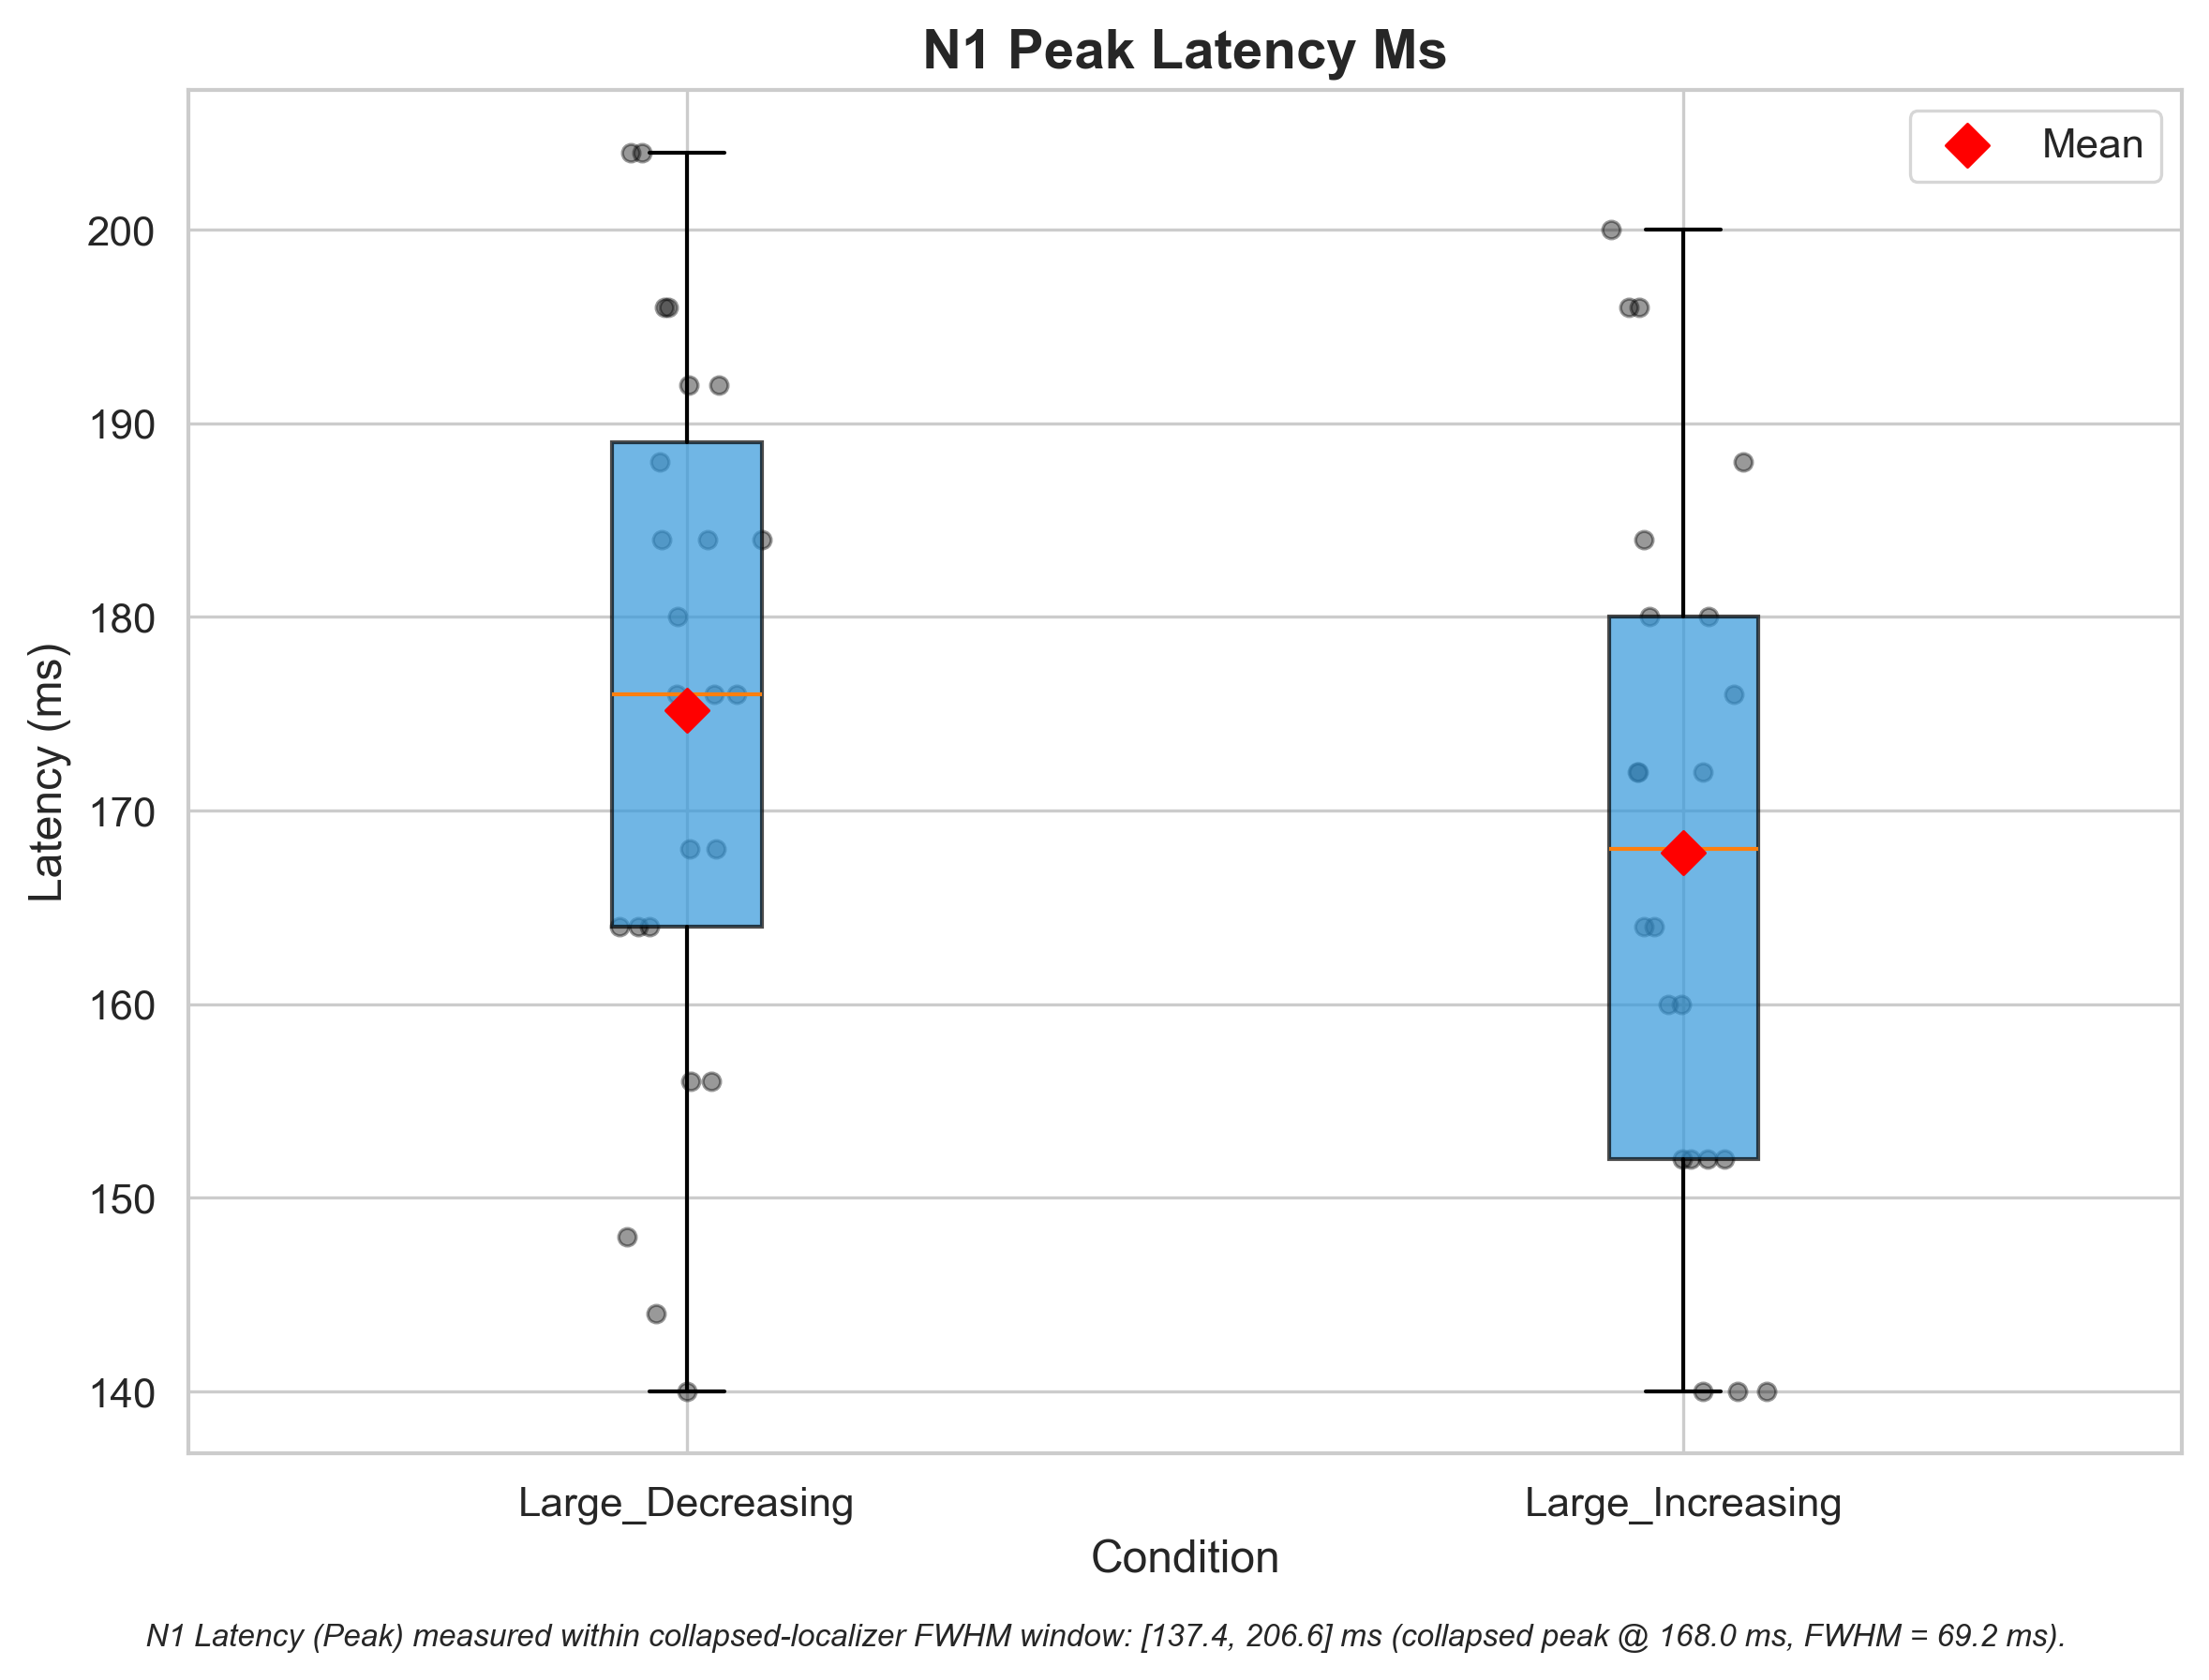 N1 Peak Latency Ms
Mean
200
190
180
170
160
150
140
Latency (ms)
Large_Decreasing
Large_Increasing
Condition
N1 Latency (Peak) measured within collapsed-localizer FWHM window: [137.4, 206.6] ms (collapsed peak @ 168.0 ms, FWHM = 69.2 ms).